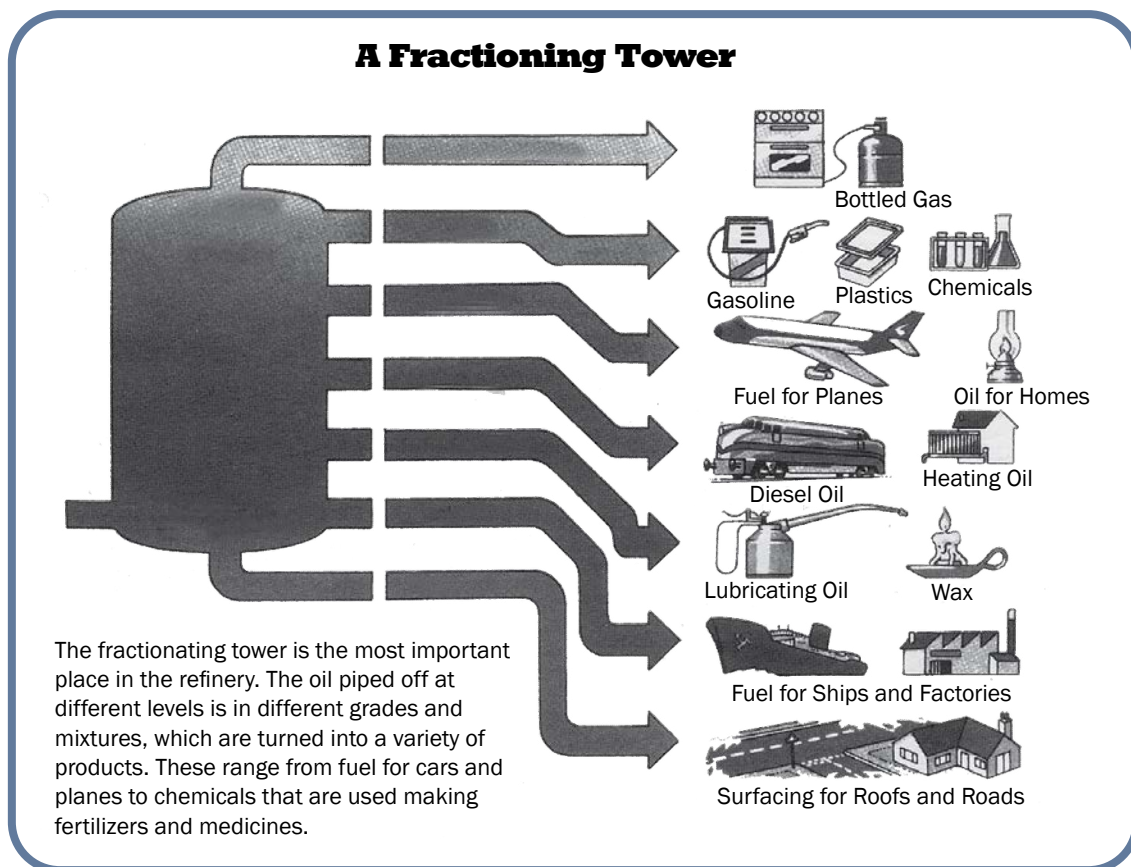 A Fractioning Tower
Bottled Gas
Gasoline
Plastics
Chemicals
Fuel for Planes
Oil for Homes
Diesel Oil
Heating Oil
Lubricating Oil
Wax
Fuel for Ships and Factories
Surfacing for Roofs and Roads
The fractionating tower is the most important
place in the refinery. The oil piped off at
different levels is in different grades and
mixtures, which are turned into a variety of
products. These range from fuel for cars and
planes to chemicals that are used making
fertilizers and medicines.